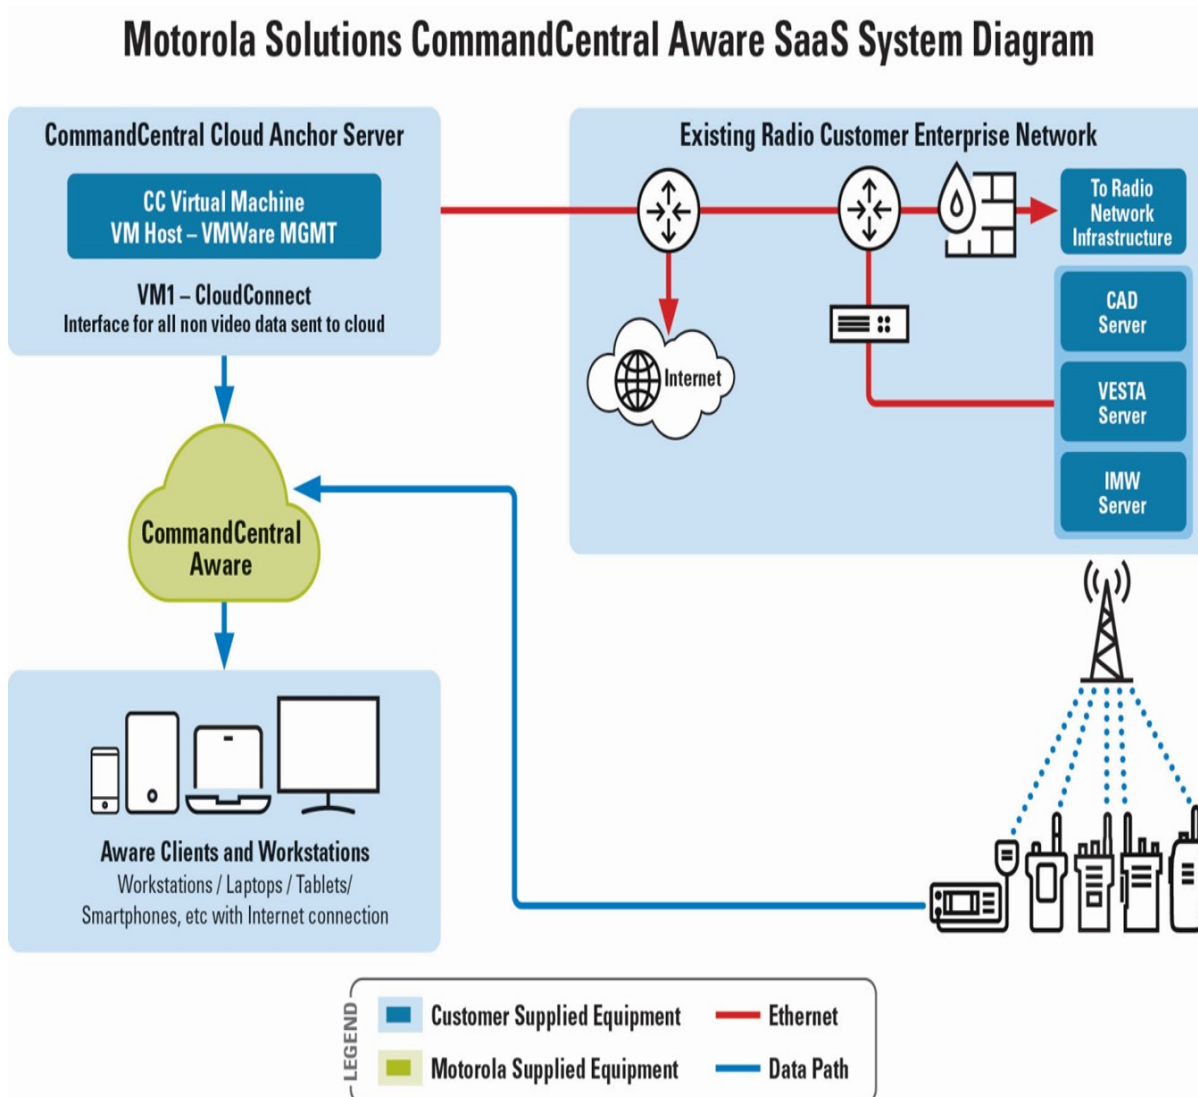 Motorola Solutions CommandCentral Aware SaaS System Diagram
CommandCentral Cloud Anchor Server
CC Virtual Machine
VM Host – VMWare MGMT
VM1 – CloudConnect
Interface for all non video data sent to cloud
Existing Radio Customer Enterprise Network
To Radio
Network
Infrastructure
Internet
CAD
Server
VESTA
Server
IMW
Server
CommandCentral
Aware
Aware Clients and Workstations
Workstations / Laptops / Tablets/
Smartphones, etc with Internet connection
LEGEND
Customer Supplied Equipment
Ethernet
Motorola Supplied Equipment
Data Path